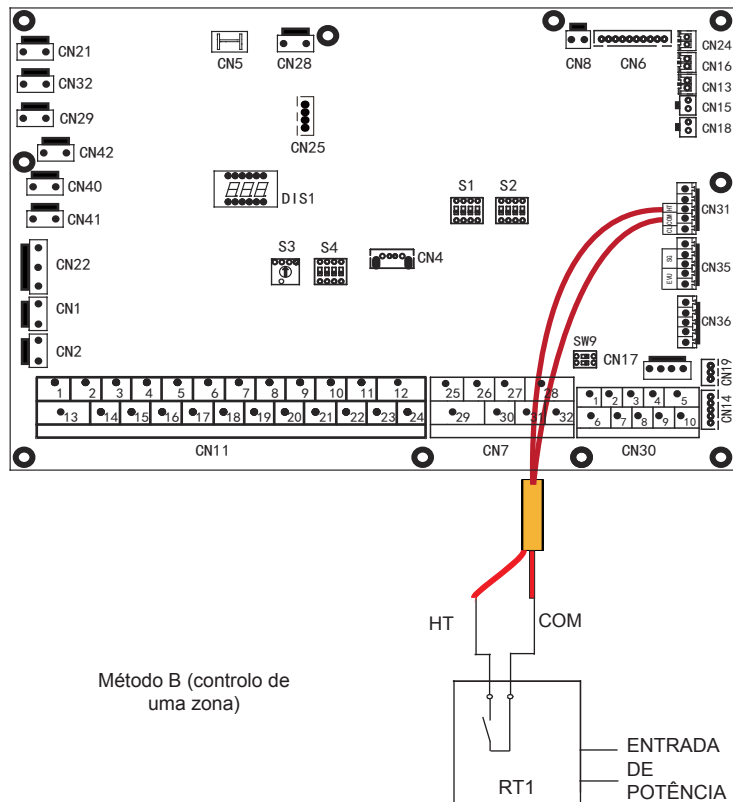 CN21
CN32
CN29
CN42
CN40
CN41
CN22
CN1
CN2
CN5
CN28
CN25
DIS1
S1
S2
S3
S4
CN4
CN8
CN6
CN24
CN16
CN13
CN15
CN18
HT
COM
CL
CN31
SG
EVU
CN35
CN36
SW9
CN17
CN19
CN14
1 2 3 4 5 6 7 8 9 10 11 12
13 14 15 16 17 18 19 20 21 22 23 24
CN11
25 26 27 28
29 30 31 32
CN7
1 2 3 4 5
6 7 8 9 10
CN30
HT
COM
Método B (controlo de
uma zona)
RT1
ENTRADA
DE
POTÊNCIA